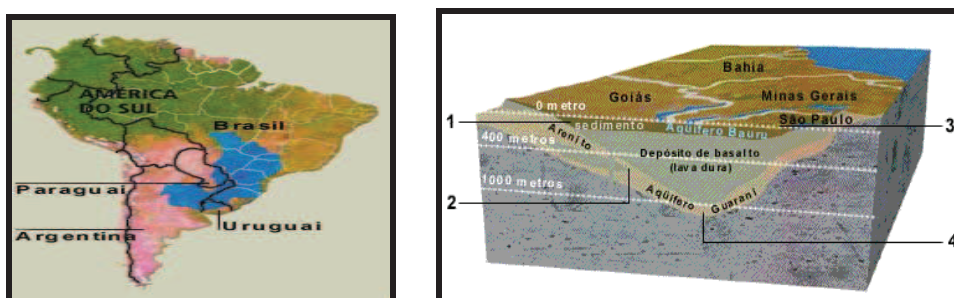 AMÉRICA
DO SUL
Brasil
Paraguai
Uruguai
Argentina
Bahia
Goiás
Minas Gerais
0 metro
São Paulo
1
3
sedimento
Aqüífero Bauru
Arenito
400 metros
Depósito de basalto
(lava dura)
1000 metros
Aqüífero
Guarani
2
4